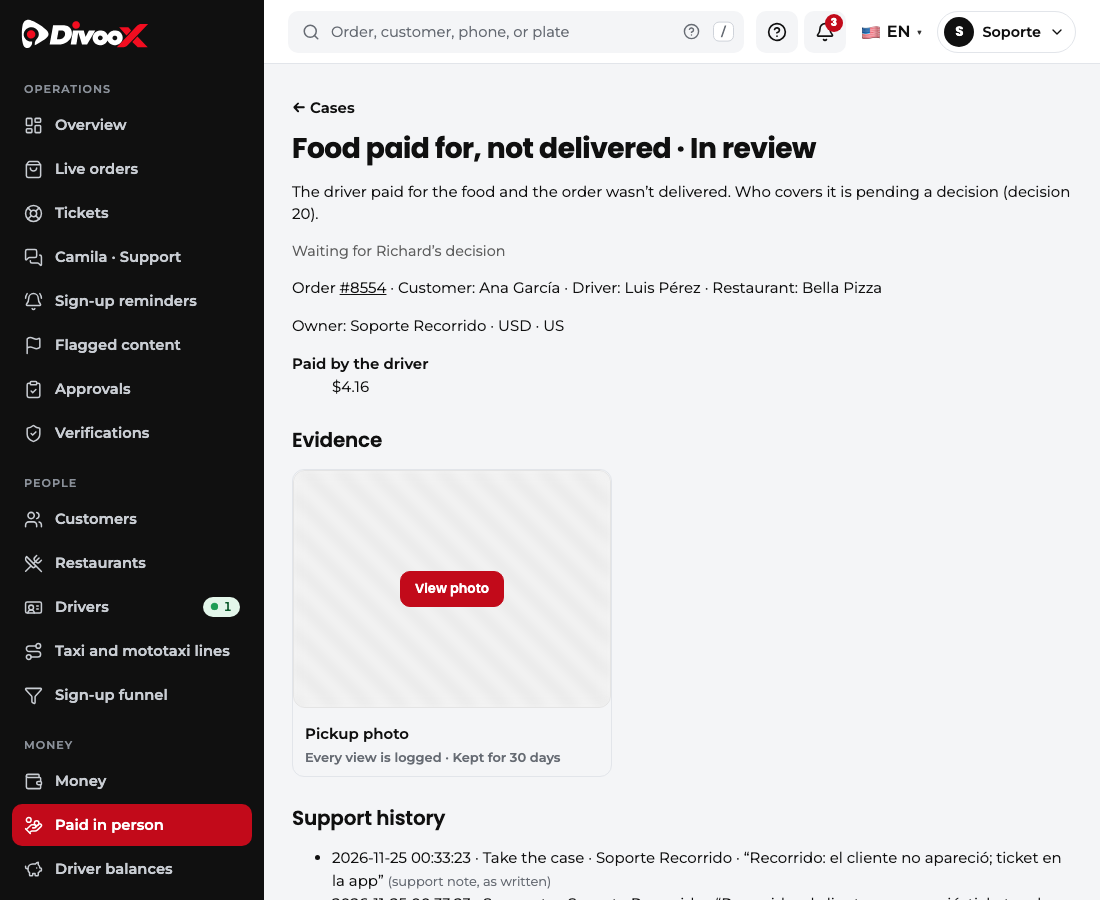 DivooX
Order, customer, phone, or plate
/
3
EN
S
Soporte
OPERATIONS
Overview
Live orders
Tickets
Camila · Support
Sign-up reminders
Flagged content
Approvals
Verifications
PEOPLE
Customers
Restaurants
Drivers
1
Taxi and mototaxi lines
Sign-up funnel
MONEY
Money
Paid in person
Driver balances
← Cases
Food paid for, not delivered · In review
The driver paid for the food and the order wasn’t delivered. Who covers it is pending a decision (decision
20).
Waiting for Richard’s decision
Order #8554 · Customer: Ana García · Driver: Luis Pérez · Restaurant: Bella Pizza
Owner: Soporte Recorrido · USD · US
Paid by the driver
$4.16
Evidence
View photo
Pickup photo
Every view is logged · Kept for 30 days
Support history
• 2026-11-25 00:33:23 · Take the case · Soporte Recorrido · “Recorrido: el cliente no apareció; ticket en
la app” (support note, as written)